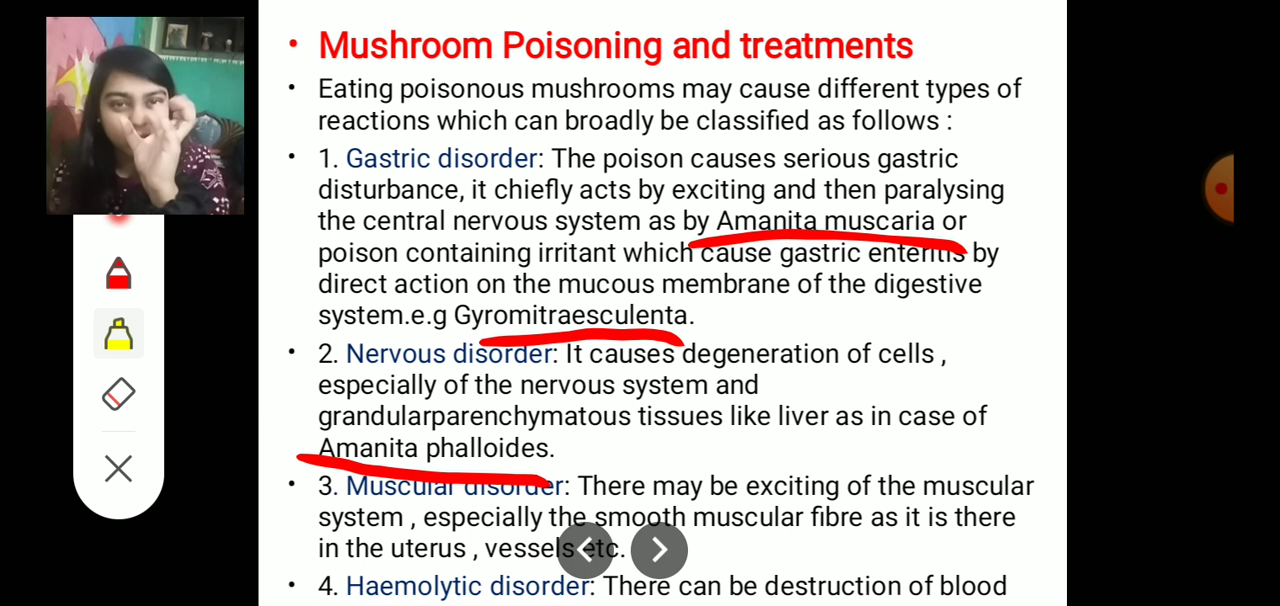 • Mushroom Poisoning and treatments
• Eating poisonous mushrooms may cause different types of
reactions which can broadly be classified as follows :
• 1. Gastric disorder: The poison causes serious gastric
disturbance, it chiefly acts by exciting and then paralysing
the central nervous system as by Amanita muscaria or
poison containing irritant which cause gastric enteritis by
direct action on the mucous membrane of the digestive
system.e.g Gyromitraesculenta.
• 2. Nervous disorder: It causes degeneration of cells ,
especially of the nervous system and
grandularparenchymatous tissues like liver as in case of
Amanita phalloides.
• 3. Muscular disorder: There may be exciting of the muscular
system , especially the smooth muscular fibre as it is there
in the uterus , vessels etc.
• 4. Haemolytic disorder: There can be destruction of blood